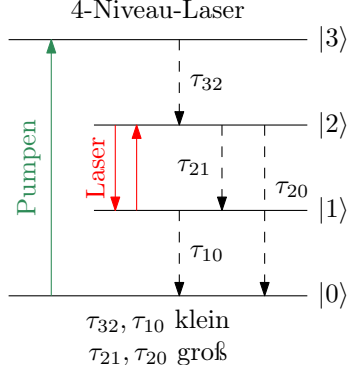 4-Niveau-Laser
|3⟩
τ32
|2⟩
Pumpen
Laser
τ21
τ20
|1⟩
τ10
|0⟩
τ32, τ10 klein
τ21, τ20 groß